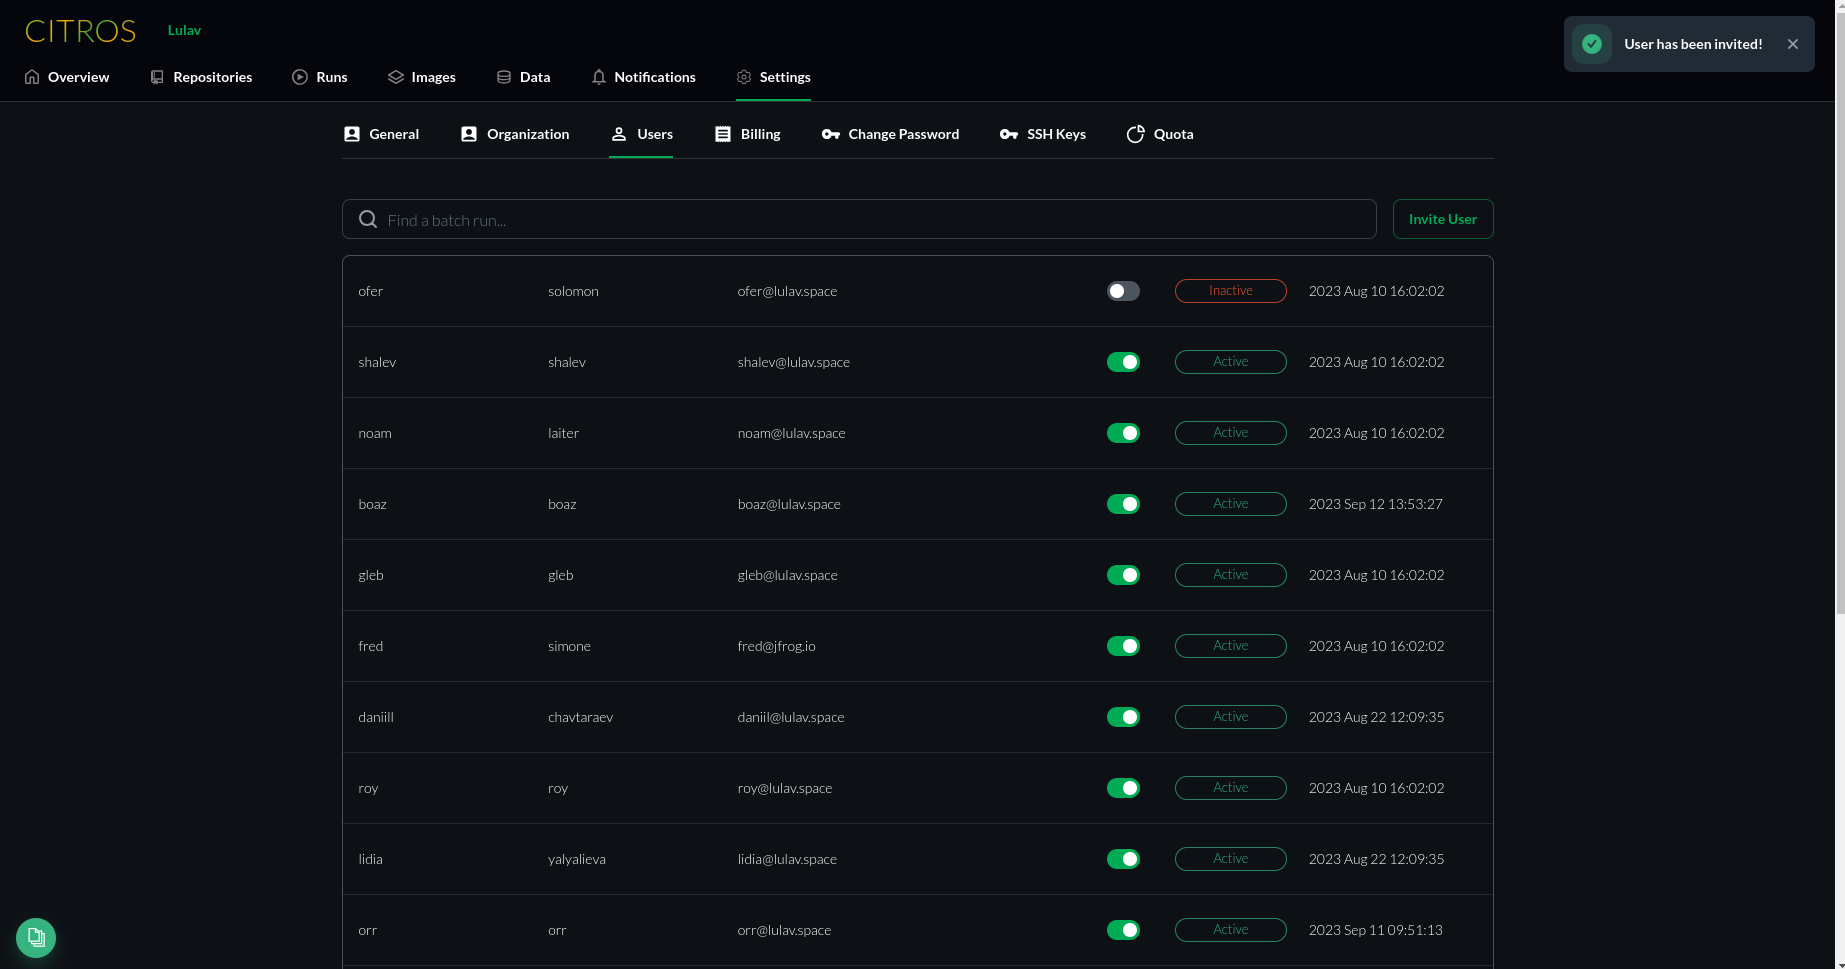 CITROS Lulav
User has been invited!
Overview Repositories Runs Images Data Notifications Settings
General Organization Users Billing Change Password SSH Keys Quota
Find a batch run... Invite User
ofer solomon ofer@lulav.space Inactive 2023 Aug 10 16:02:02
shalev shalev shalev@lulav.space Active 2023 Aug 10 16:02:02
noam laiter noam@lulav.space Active 2023 Aug 10 16:02:02
boaz boaz boaz@lulav.space Active 2023 Sep 12 13:53:27
gleb gleb gleb@lulav.space Active 2023 Aug 10 16:02:02
fred simone fred@jfrog.io Active 2023 Aug 10 16:02:02
daniill chavtaraev daniil@lulav.space Active 2023 Aug 22 12:09:35
roy roy roy@lulav.space Active 2023 Aug 10 16:02:02
lidia yalyalieva lidia@lulav.space Active 2023 Aug 22 12:09:35
orr orr orr@lulav.space Active 2023 Sep 11 09:51:13